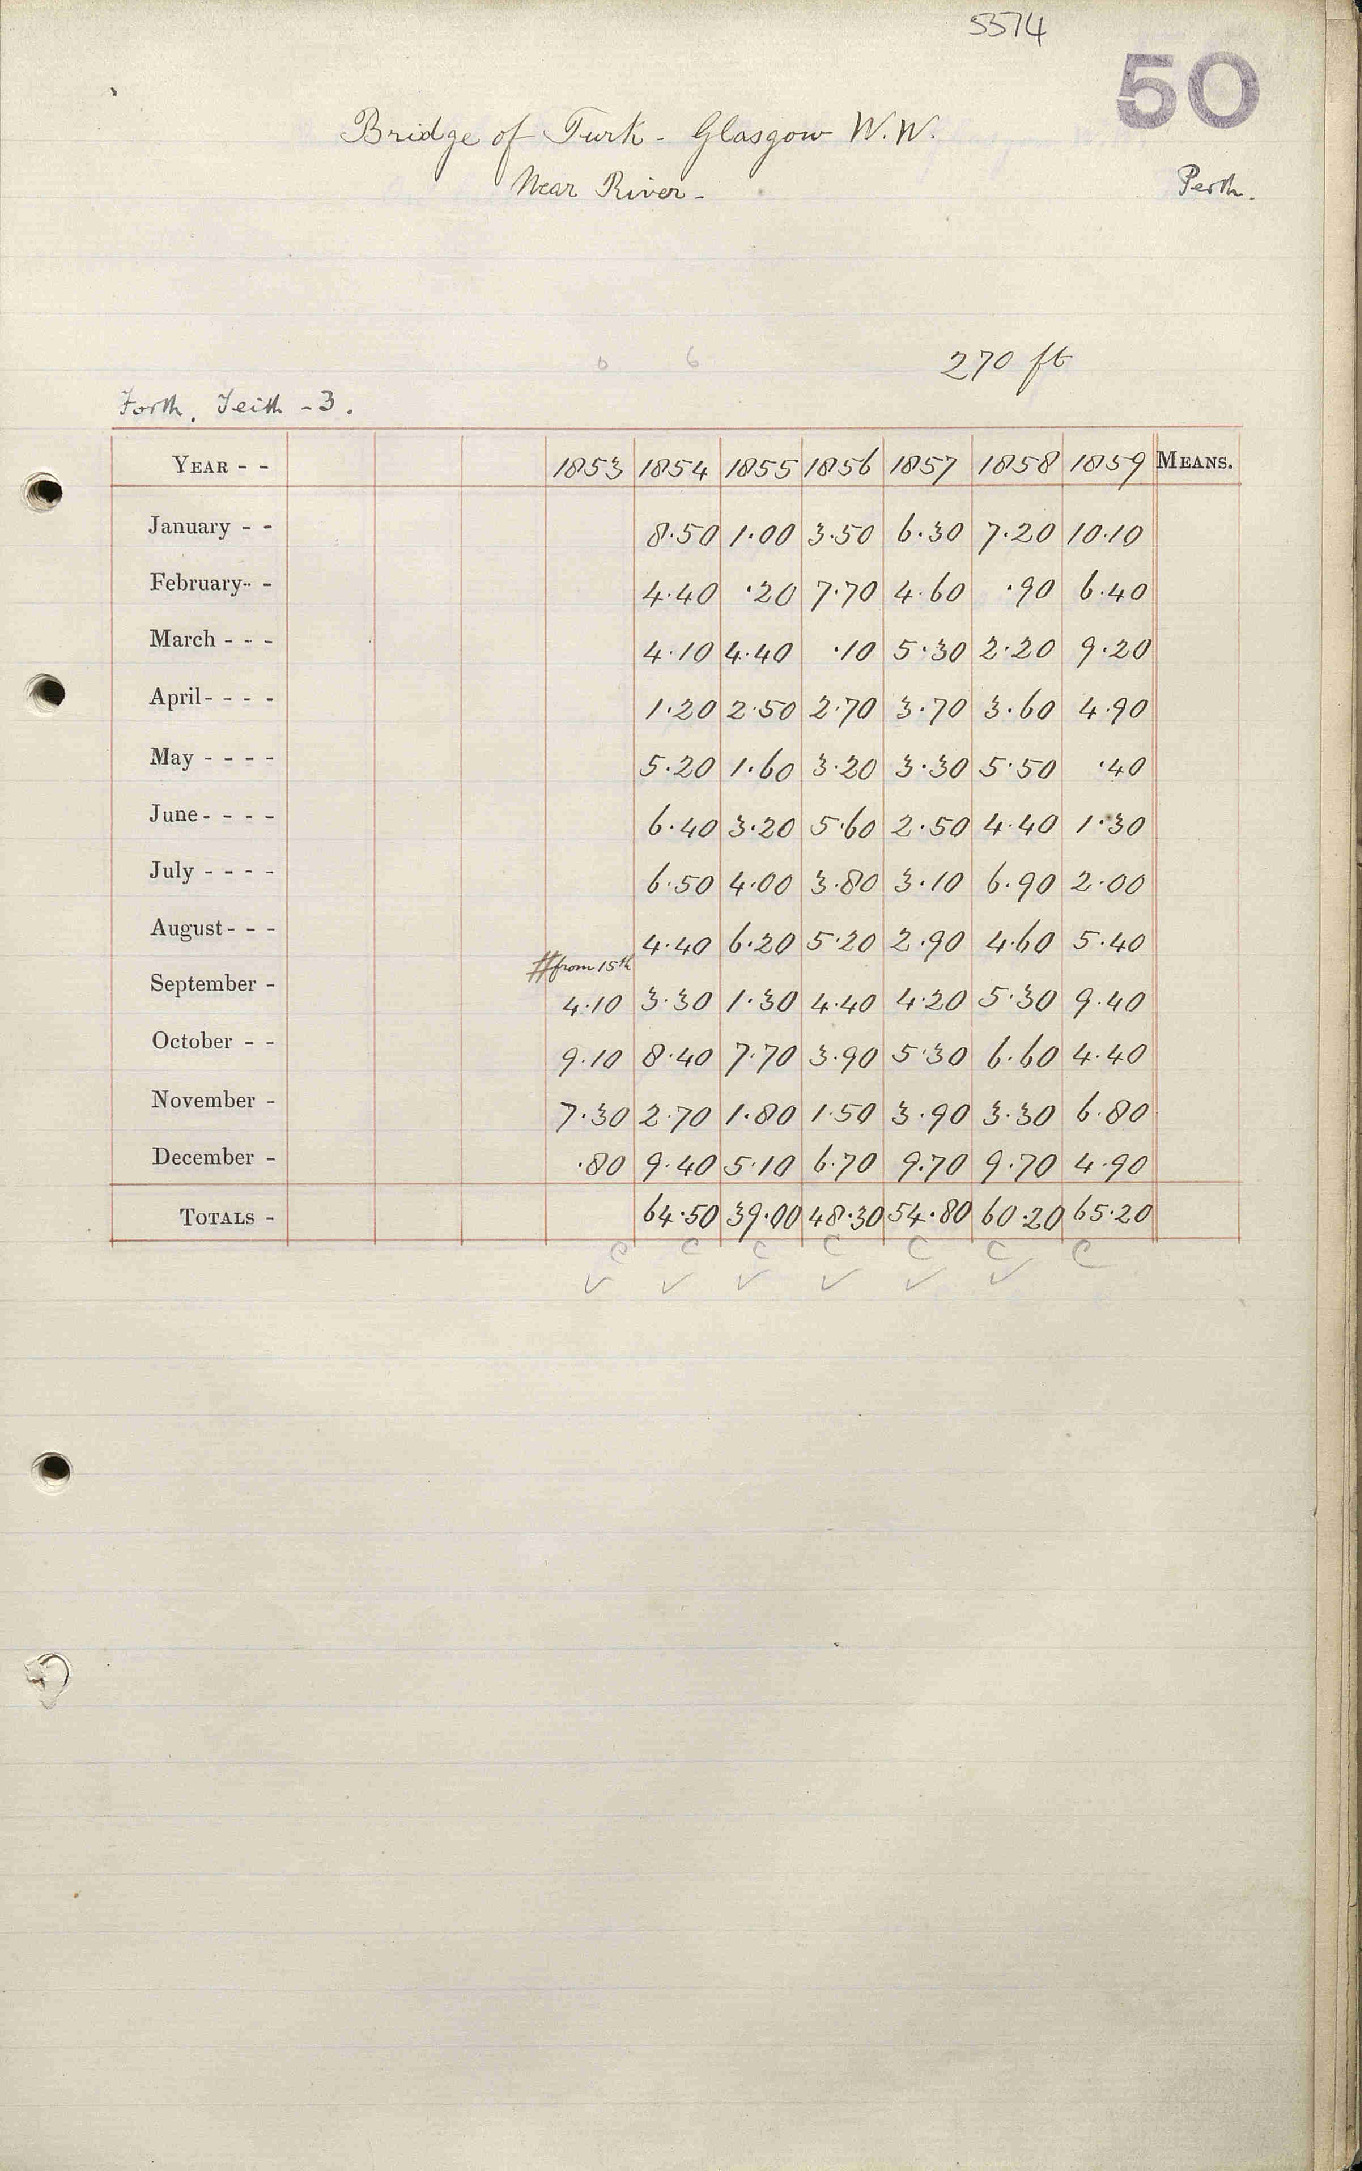 5574
50
Bridge of Turk - Glasgow W.W.
Near River -
Perth.
270 ft
Forth, Teith - 3.
YEAR - - 1853 1854 1855 1856 1857 1858 1859 MEANS.
January - - 8.50 1.00 3.50 6.30 7.20 10.10
February - - 4.40 .20 7.70 4.60 .90 6.40
March - - - 4.10 4.40 .10 5.30 2.20 9.20
April - - - - 1.20 2.50 2.70 3.70 3.60 4.90
May - - - - 5.20 1.60 3.20 3.30 5.50 .40
June - - - - 6.40 3.20 5.60 2.50 4.40 1.30
July - - - - 6.50 4.00 3.80 3.10 6.90 2.00
August - - - 4.40 6.20 5.20 2.90 4.60 5.40
# from 15th
September - 4.10 3.30 1.30 4.40 4.20 5.30 9.40
October - - 9.10 8.40 7.70 3.90 5.30 6.60 4.40
November - 7.30 2.70 1.80 1.50 3.90 3.30 6.80
December - .80 9.40 5.10 6.70 9.70 9.70 4.90
TOTALS - 64.50 39.00 48.30 54.80 60.20 65.20
C C C C C C C
✓ ✓ ✓ ✓ ✓ ✓